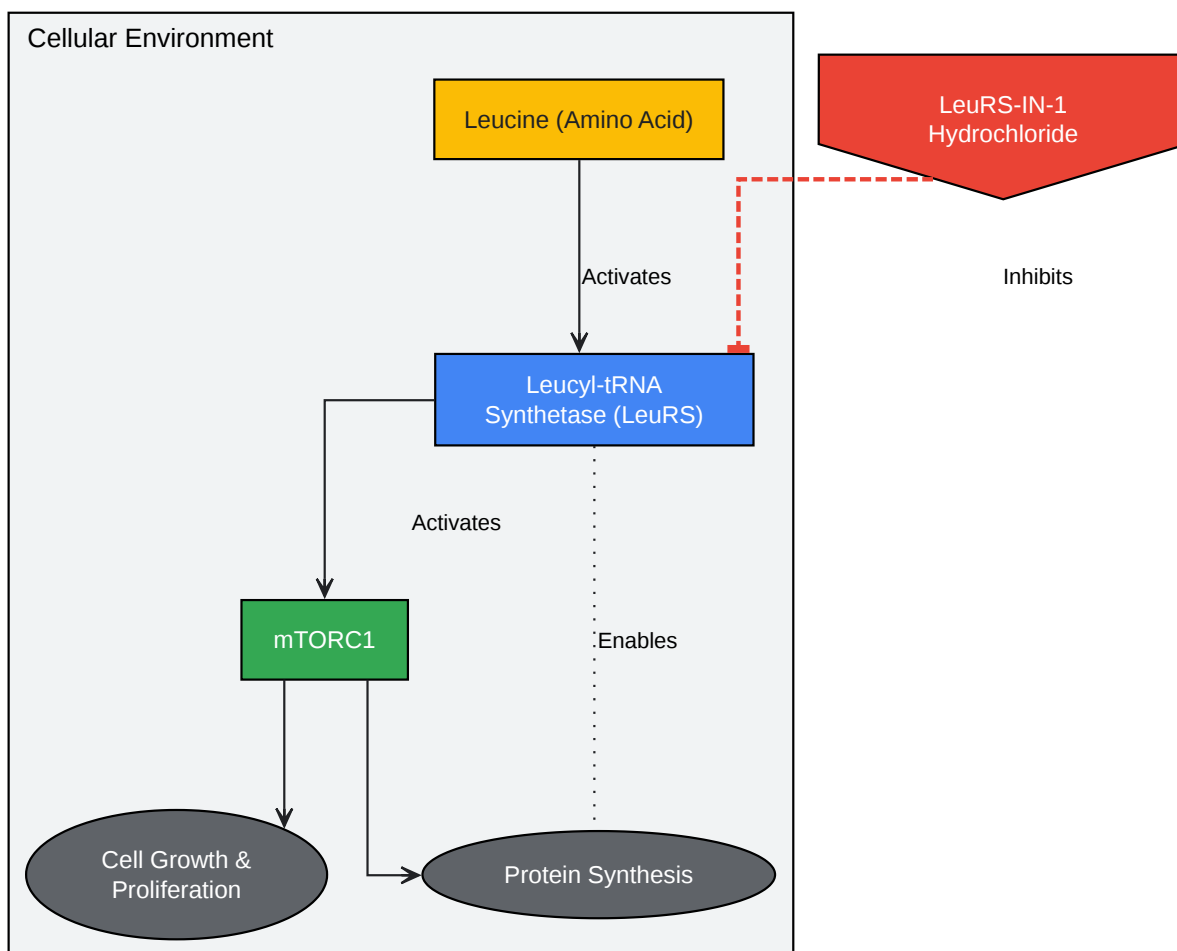 Cellular Environment
Leucine (Amino Acid)
LeuRS-IN-1
Hydrochloride
Activates
Inhibits
Leucyl-tRNA
Synthetase (LeuRS)
Activates
mTORC1
Enables
Cell Growth &
Proliferation
Protein Synthesis